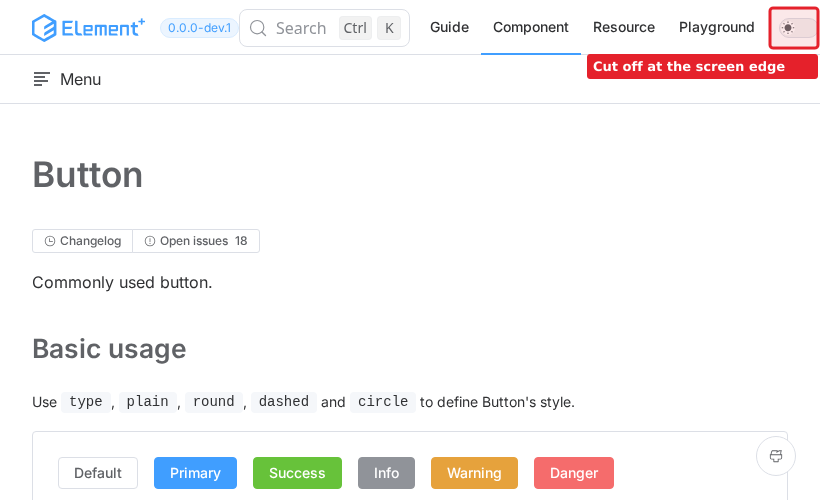 Element+ 0.0.0-dev.1 Search Ctrl K Guide Component Resource Playground
Cut off at the screen edge
Menu
Button
Changelog Open issues 18
Commonly used button.
Basic usage
Use type, plain, round, dashed and circle to define Button's style.
Default Primary Success Info Warning Danger